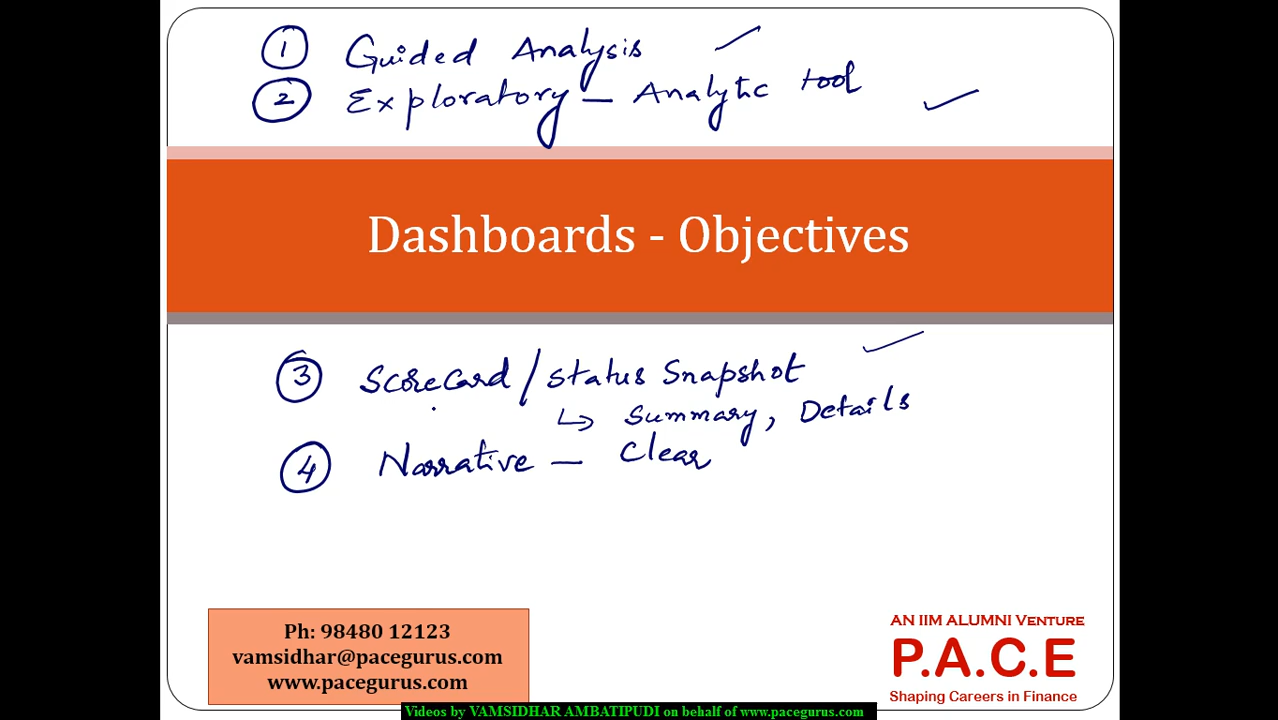 1 Guided Analysis
2 Exploratory – Analytic tool
Dashboards - Objectives
3 Scorecard / Status Snapshot
↳ Summary, Details
4 Narrative – Clear
Ph: 98480 12123
vamsidhar@pacegurus.com
www.pacegurus.com
AN IIM ALUMNI VENTURE
P.A.C.E
Shaping Careers in Finance
Videos by VAMSIDHAR AMBATIPUDI on behalf of www.pacegurus.com